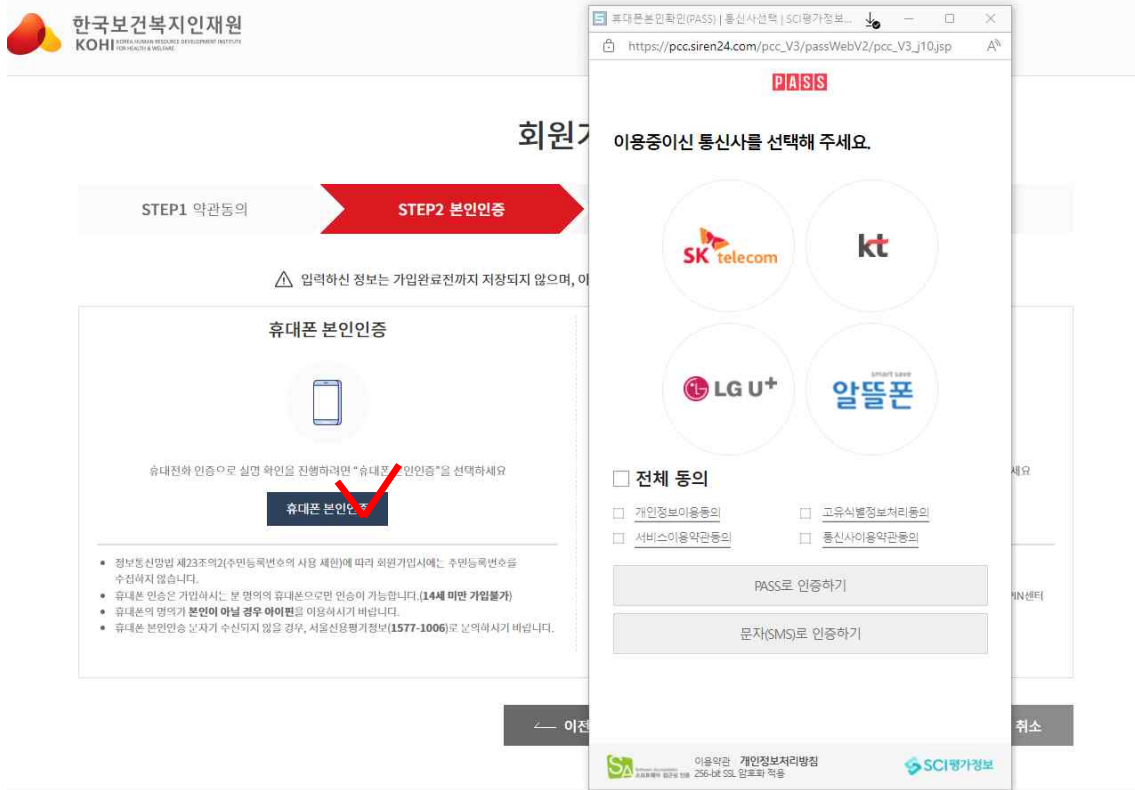 한국보건복지인재원
KOHI KOREA HUMAN RESOURCE DEVELOPMENT INSTITUTE
FOR HEALTH & WELFARE
회원가
STEP1 약관동의
STEP2 본인인증
입력하신 정보는 가입완료전까지 저장되지 않으며, 이
휴대폰 본인인증
휴대전화 인증으로 실명 확인을 진행하려면 "휴대폰 본인인증"을 선택하세요
휴대폰 본인인증
정보통신망법 제23조의2(주민등록번호의 사용 제한)에 따라 회원가입시에는 주민등록번호를
수집하지 않습니다.
휴대폰 인증은 가입하시는 분 명의의 휴대폰으로만 인증이 가능합니다.(14세 미만 가입불가)
휴대폰의 명의가 본인이 아닐 경우 아이핀을 이용하시기 바랍니다.
휴대폰 본인인증 문자가 수신되지 않을 경우, 서울신용평가정보(1577-1006)로 문의하시기 바랍니다.
세요
PIN센터
이전
취소
휴대폰본인확인(PASS) | 통신사선택 | SCI평가정보...
https://pcc.siren24.com/pcc_V3/passWebV2/pcc_V3_j10.jsp
PASS
이용중이신 통신사를 선택해 주세요.
SK telecom
kt
LG U+
smart save
알뜰폰
전체 동의
개인정보이용동의
고유식별정보처리동의
서비스이용약관동의
통신사이용약관동의
PASS로 인증하기
문자(SMS)로 인증하기
이용약관 개인정보처리방침
256-bit SSL 암호화 적용
SCI평가정보